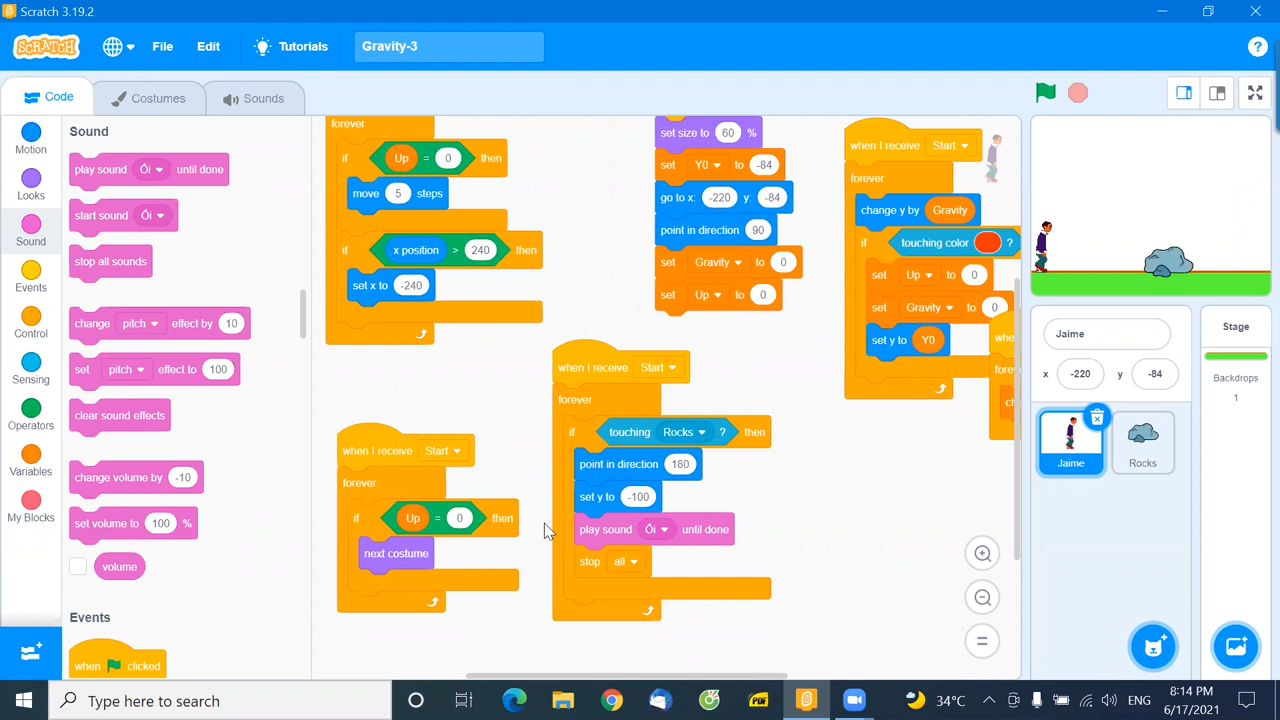 Scratch 3.19.2
SCRATCH
File
Edit
Tutorials
Gravity-3
?
Code
Costumes
Sounds
Motion
Looks
Sound
Events
Control
Sensing
Operators
Variables
My Blocks
Sound
play sound Ôi until done
start sound Ôi
stop all sounds
change pitch effect by 10
set pitch effect to 100
clear sound effects
change volume by -10
set volume to 100 %
volume
Events
when clicked
forever
if Up = 0 then
move 5 steps
if x position > 240 then
set x to -240
when I receive Start
forever
if Up = 0 then
next costume
set size to 60 %
set Y0 to -84
go to x: -220 y: -84
point in direction 90
set Gravity to 0
set Up to 0
when I receive Start
forever
if touching Rocks ? then
point in direction 180
set y to -100
play sound Ôi until done
stop all
when I receive Start
forever
change y by Gravity
if touching color ?
set Up to 0
set Gravity to 0
set y to Y0
Jaime
x -220 y -84
Jaime
Rocks
Stage
Backdrops
1
Type here to search
PDF
34°C
ENG
8:14 PM
6/17/2021